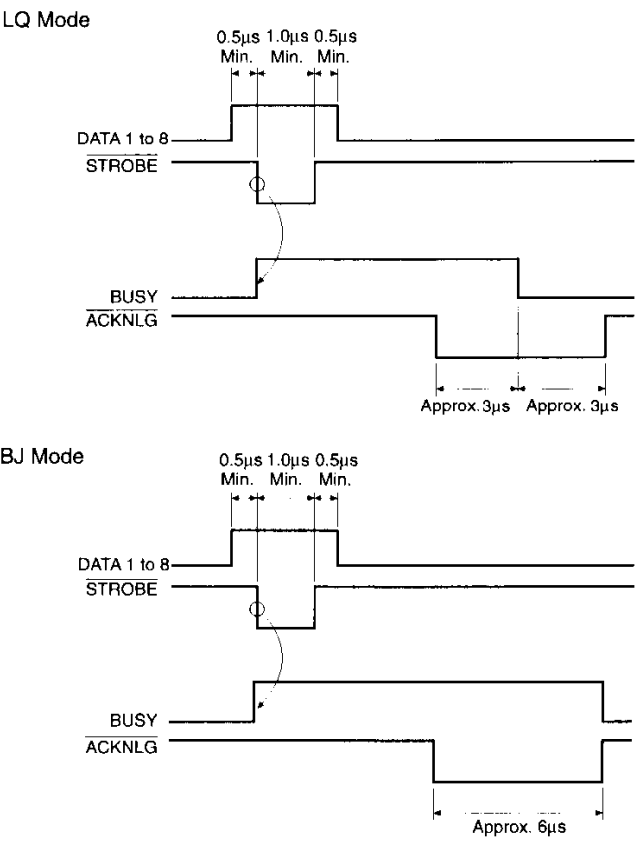 LQ Mode
0.5µs 1.0µs 0.5µs
Min. Min. Min.
DATA 1 to 8
STROBE
BUSY
ACKNLG
Approx. 3µs Approx. 3µs
BJ Mode
0.5µs 1.0µs 0.5µs
Min. Min. Min.
DATA 1 to 8
STROBE
BUSY
ACKNLG
Approx. 6µs